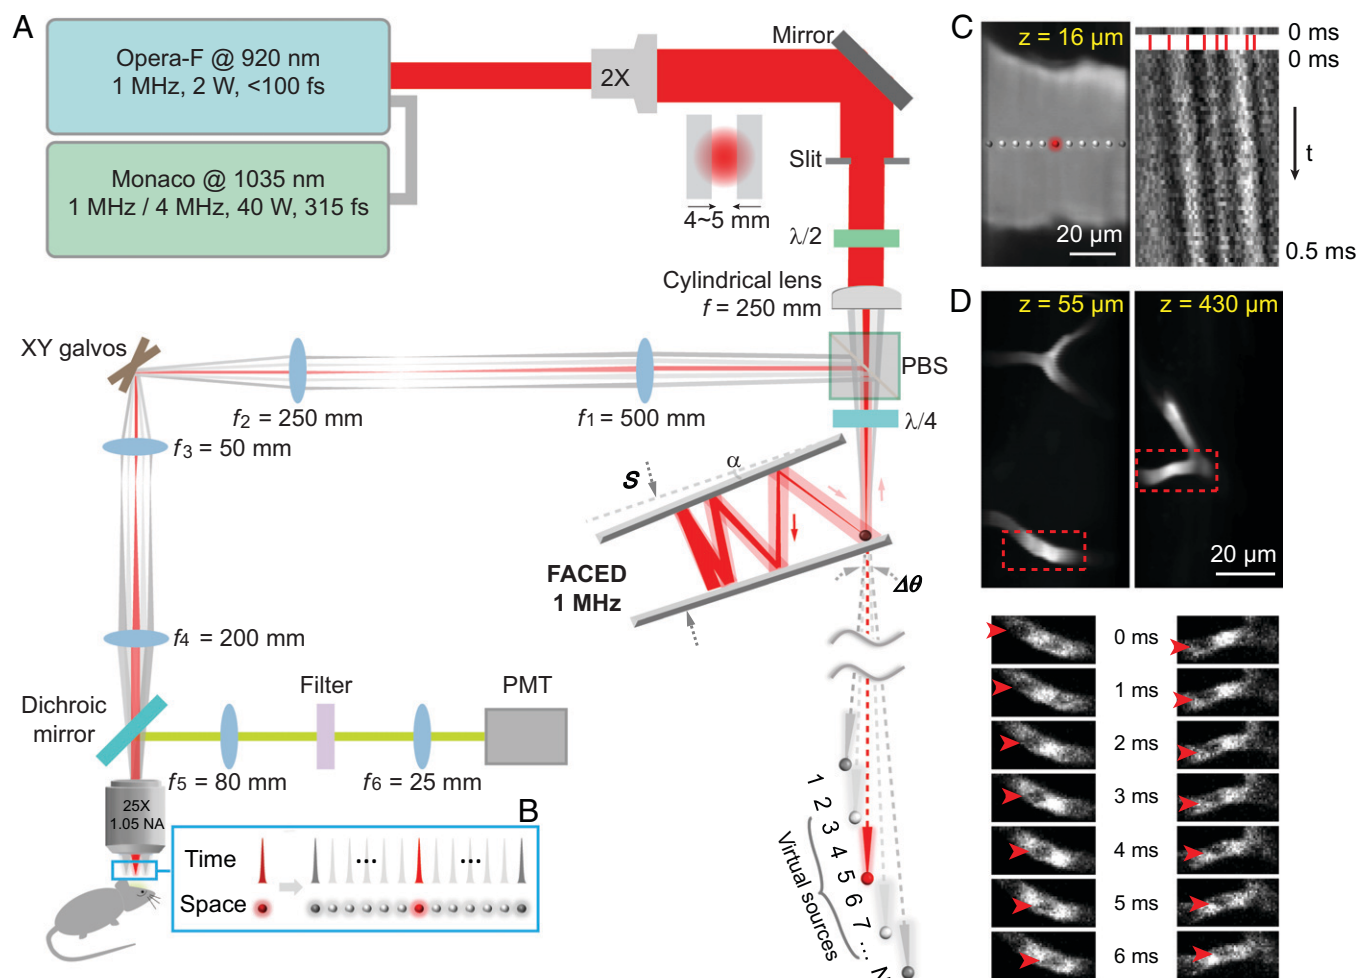 A
Opera-F @ 920 nm
1 MHz, 2 W, <100 fs
Monaco @ 1035 nm
1 MHz / 4 MHz, 40 W, 315 fs
2X
Mirror
4~5 mm
Slit
λ/2
Cylindrical lens
f = 250 mm
PBS
λ/4
XY galvos
f2 = 250 mm
f1 = 500 mm
f3 = 50 mm
S
α
FACED
1 MHz
Δθ
f4 = 200 mm
Dichroic
mirror
Filter
PMT
f5 = 80 mm
f6 = 25 mm
25X
1.05 NA
1
2
3
4
5
6
7
...
N
Virtual sources
B
Time
...
...
Space
C
z = 16 µm
20 µm
0 ms
0 ms
t
0.5 ms
D
z = 55 µm
z = 430 µm
20 µm
0 ms
1 ms
2 ms
3 ms
4 ms
5 ms
6 ms